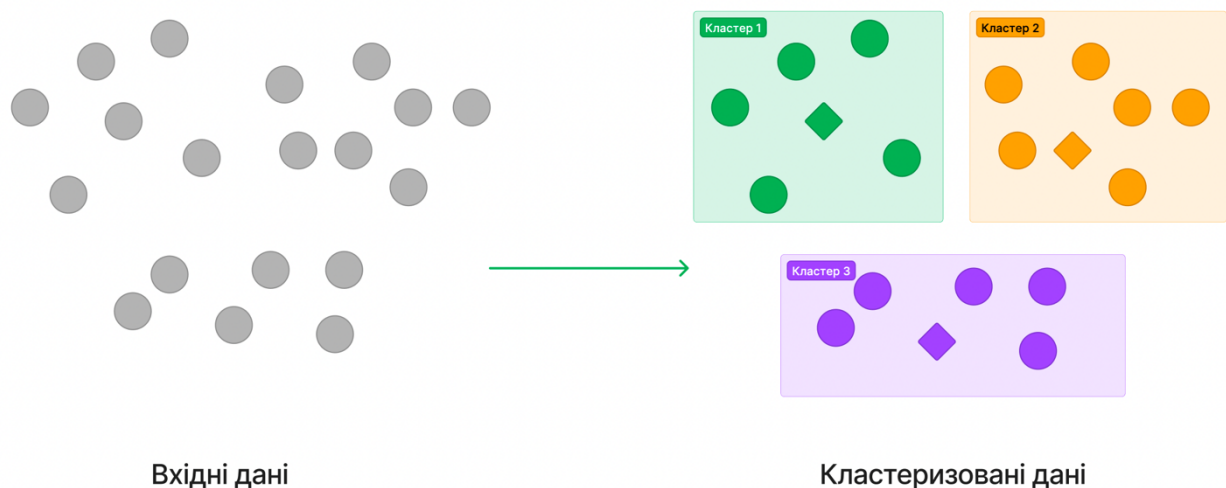 Кластер 1
Кластер 2
Кластер 3
Вхідні дані
Кластеризовані дані